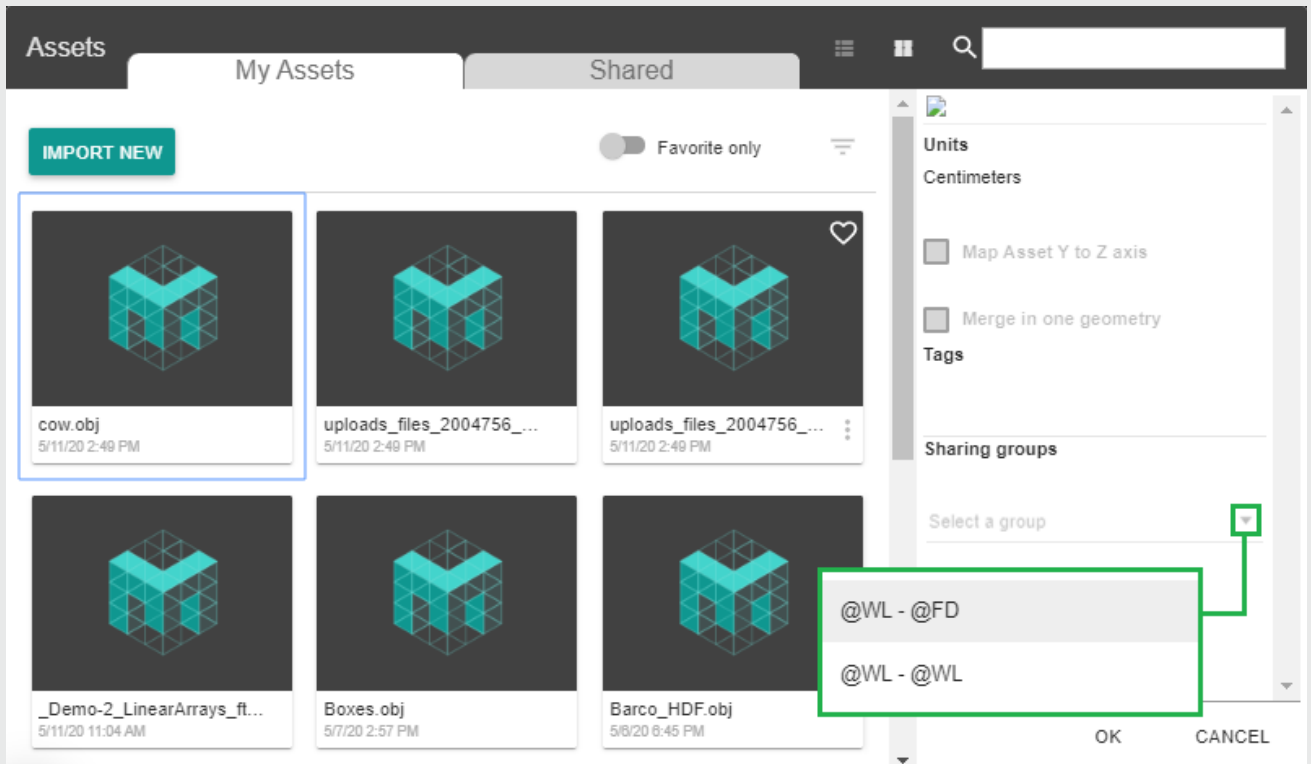 Assets
My Assets
Shared
IMPORT NEW
Favorite only
cow.obj
5/11/20 2:49 PM
uploads_files_2004756_...
5/11/20 2:49 PM
uploads_files_2004756_...
5/11/20 2:49 PM
_Demo-2_LinearArrays_ft...
5/11/20 11:04 AM
Boxes.obj
5/7/20 2:57 PM
Barco_HDF.obj
5/6/20 6:45 PM
Units
Centimeters
Map Asset Y to Z axis
Merge in one geometry
Tags
Sharing groups
Select a group
@WL - @FD
@WL - @WL
OK
CANCEL